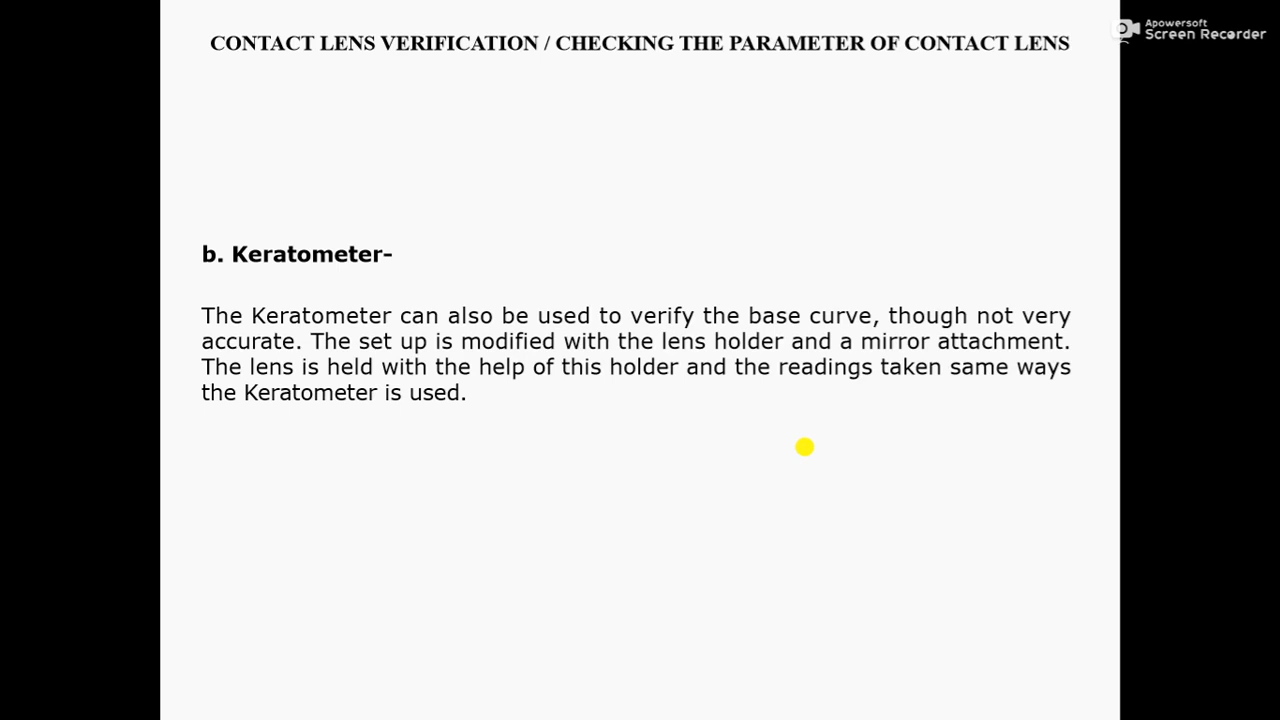 CONTACT LENS VERIFICATION / CHECKING THE PARAMETER OF CONTACT LENS
Apowersoft
Screen Recorder
b. Keratometer-
The Keratometer can also be used to verify the base curve, though not very
accurate. The set up is modified with the lens holder and a mirror attachment.
The lens is held with the help of this holder and the readings taken same ways
the Keratometer is used.